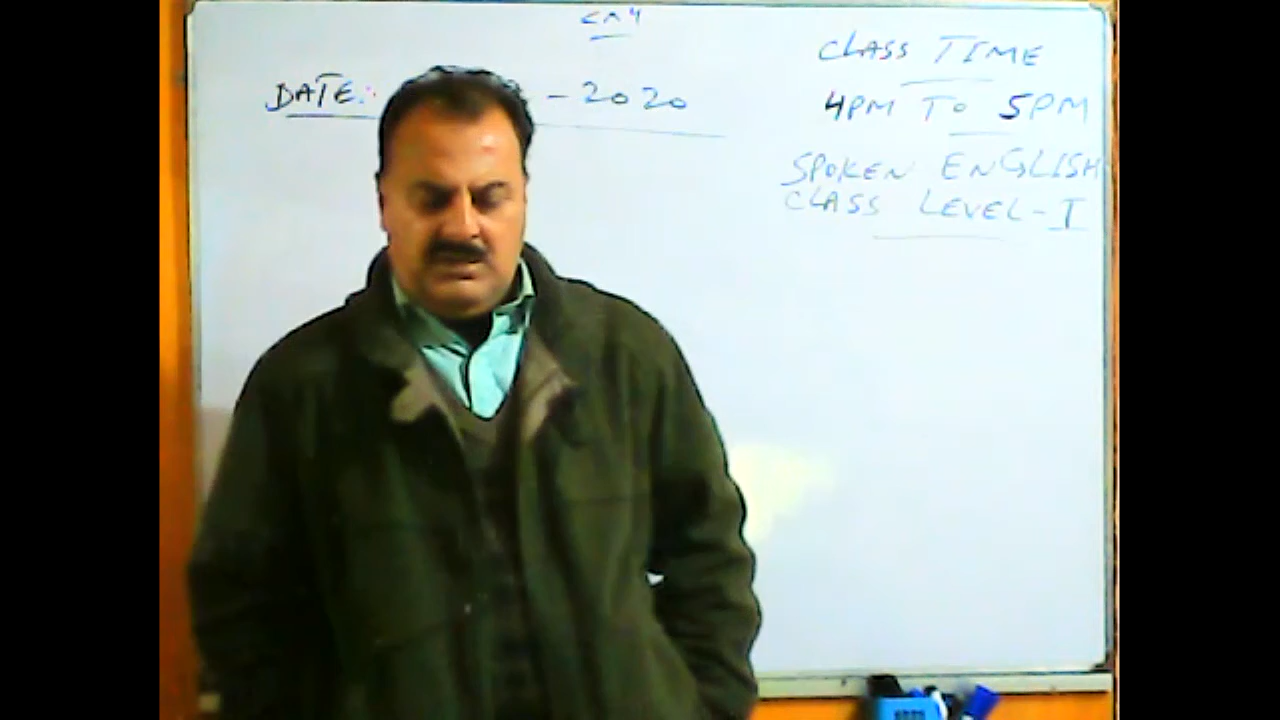 DATE: -2020
CLASS TIME
4PM TO 5PM
SPOKEN ENGLISH
CLASS LEVEL-I